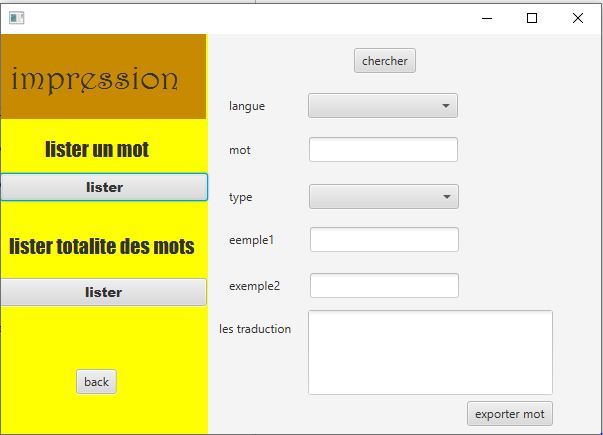 impression
lister un mot
lister
lister totalite des mots
lister
back
chercher
langue
mot
type
eemple1
exemple2
les traduction
exporter mot